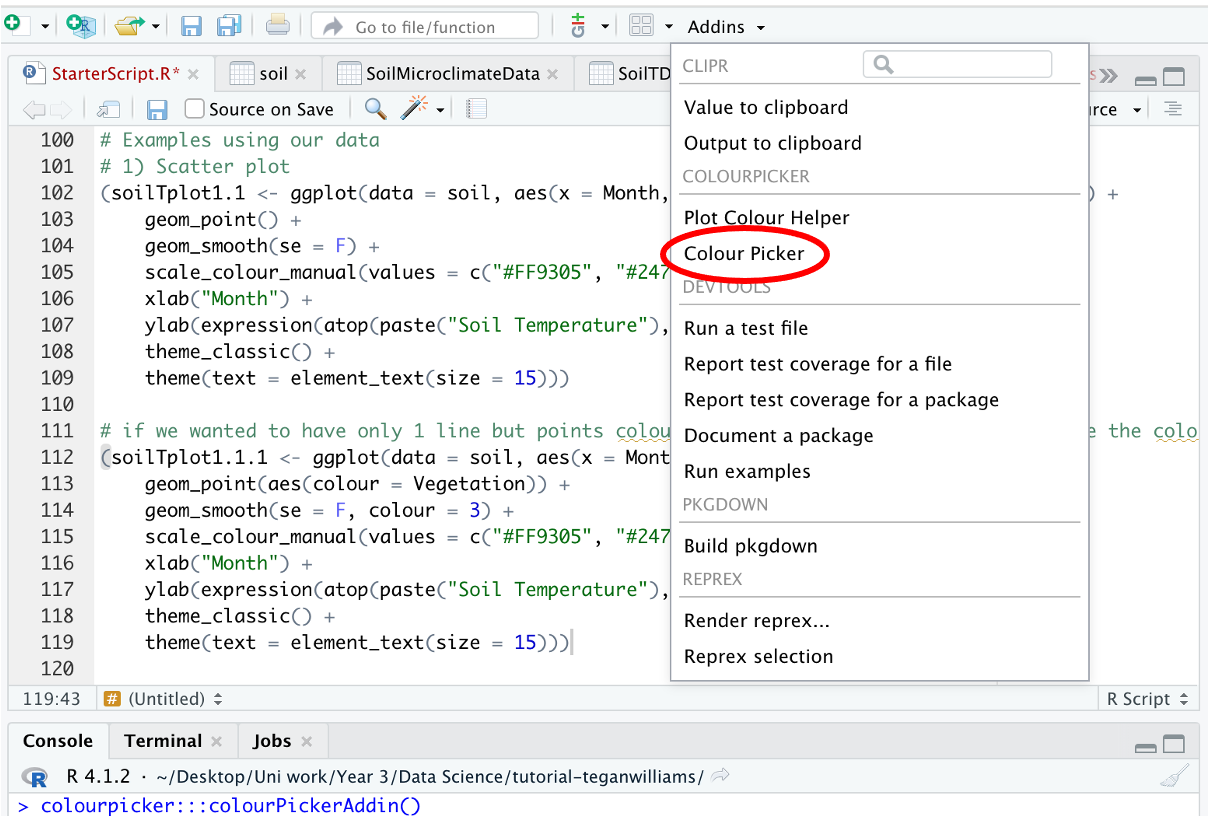 Go to file/function
Addins
StarterScript.R*
soil
SoilMicroclimateData
SoilTD
Source on Save
rce
100 # Examples using our data
101 # 1) Scatter plot
102 (soilTplot1.1 <- ggplot(data = soil, aes(x = Month, ) +
103 geom_point() +
104 geom_smooth(se = F) +
105 scale_colour_manual(values = c("#FF9305", "#247
106 xlab("Month") +
107 ylab(expression(atop(paste("Soil Temperature"),
108 theme_classic() +
109 theme(text = element_text(size = 15)))
110
111 # if we wanted to have only 1 line but points colou e the colo
112 (soilTplot1.1.1 <- ggplot(data = soil, aes(x = Mont
113 geom_point(aes(colour = Vegetation)) +
114 geom_smooth(se = F, colour = 3) +
115 scale_colour_manual(values = c("#FF9305", "#247
116 xlab("Month") +
117 ylab(expression(atop(paste("Soil Temperature"),
118 theme_classic() +
119 theme(text = element_text(size = 15)))
120
CLIPR
Value to clipboard
Output to clipboard
COLOURPICKER
Plot Colour Helper
Colour Picker
DEVTOOLS
Run a test file
Report test coverage for a file
Report test coverage for a package
Document a package
Run examples
PKGDOWN
Build pkgdown
REPREX
Render reprex...
Reprex selection
119:43 # (Untitled) R Script
Console Terminal Jobs
R R 4.1.2 · ~/Desktop/Uni work/Year 3/Data Science/tutorial-teganwilliams/
> colourpicker:::colourPickerAddin()